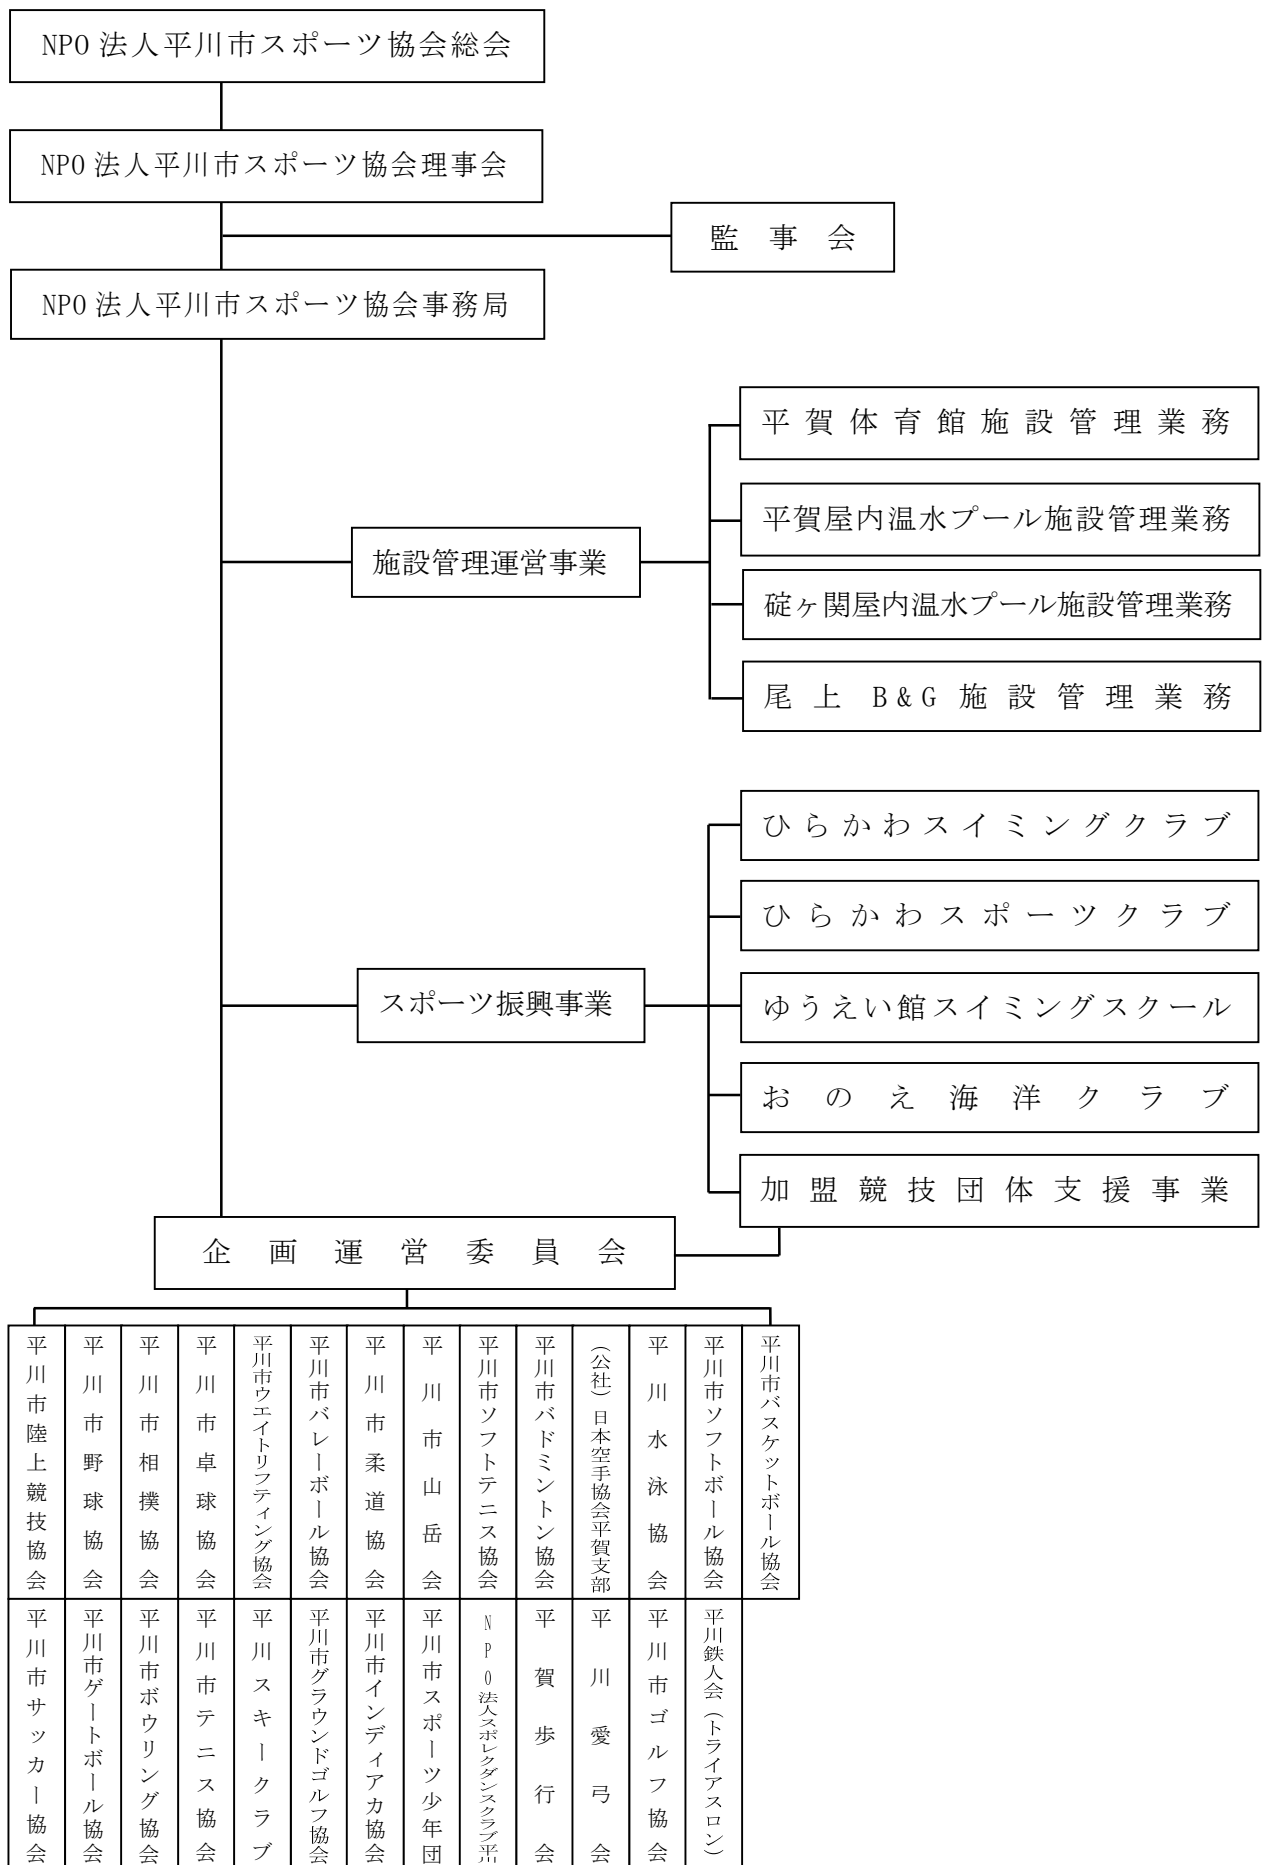 NPO法人平川市スポーツ協会総会
NPO法人平川市スポーツ協会理事会
監事会
NPO法人平川市スポーツ協会事務局
平賀体育館施設管理業務
平賀屋内温水プール施設管理業務
施設管理運営事業
碇ヶ関屋内温水プール施設管理業務
尾上B&G施設管理業務
ひらかわスイミングクラブ
ひらかわスポーツクラブ
スポーツ振興事業
ゆうえい館スイミングスクール
おのえ海洋クラブ
加盟競技団体支援事業
企画運営委員会
平川市陸上競技協会
平川市野球協会
平川市相撲協会
平川市卓球協会
平川市ウエイトリフティング協会
平川市バレーボール協会
平川市柔道協会
平川市山岳会
平川市ソフトテニス協会
平川市バドミントン協会
(公社)日本空手協会平賀支部
平川水泳協会
平川市ソフトボール協会
平川市バスケットボール協会
平川市サッカー協会
平川市ゲートボール協会
平川市ボウリング協会
平川市テニス協会
平川スキークラブ
平川市グラウンドゴルフ協会
平川市インディアカ協会
平川市スポーツ少年団
NPO法人スポレクダンスクラブ平川
平賀歩行会
平川愛弓会
平川市ゴルフ協会
平川鉄人会(トライアスロン)